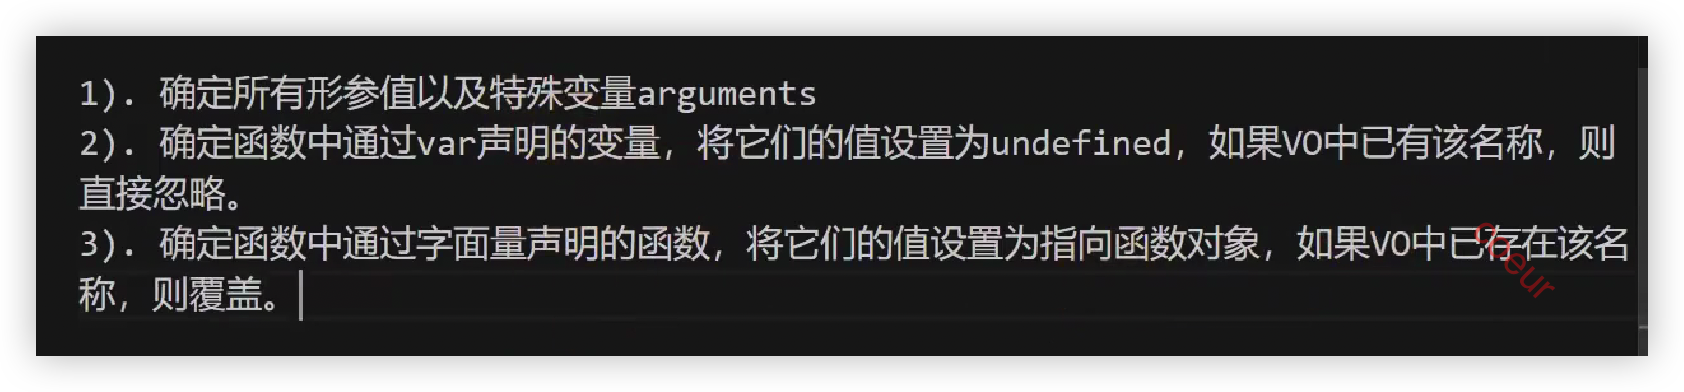 1). 确定所有形参值以及特殊变量arguments
2). 确定函数中通过var声明的变量，将它们的值设置为undefined，如果VO中已有该名称，则
直接忽略。
3). 确定函数中通过字面量声明的函数，将它们的值设置为指向函数对象，如果VO中已存在该名
称，则覆盖。